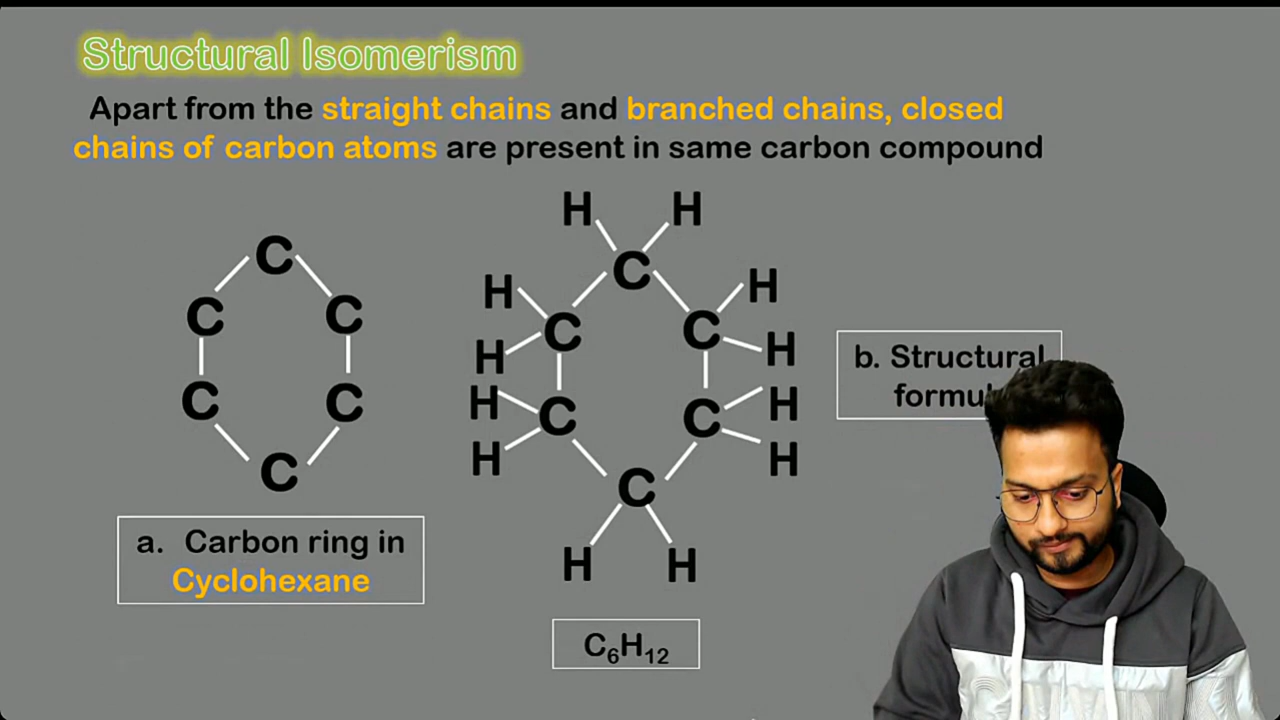 Structural Isomerism
Apart from the straight chains and branched chains, closed
chains of carbon atoms are present in same carbon compound
H H
C
C
H
H
C
C
C
H
C
H
H
C
C
H
C
C
H
H
H
C
C
H H
a. Carbon ring in
Cyclohexane
b. Structural
C₆H₁₂